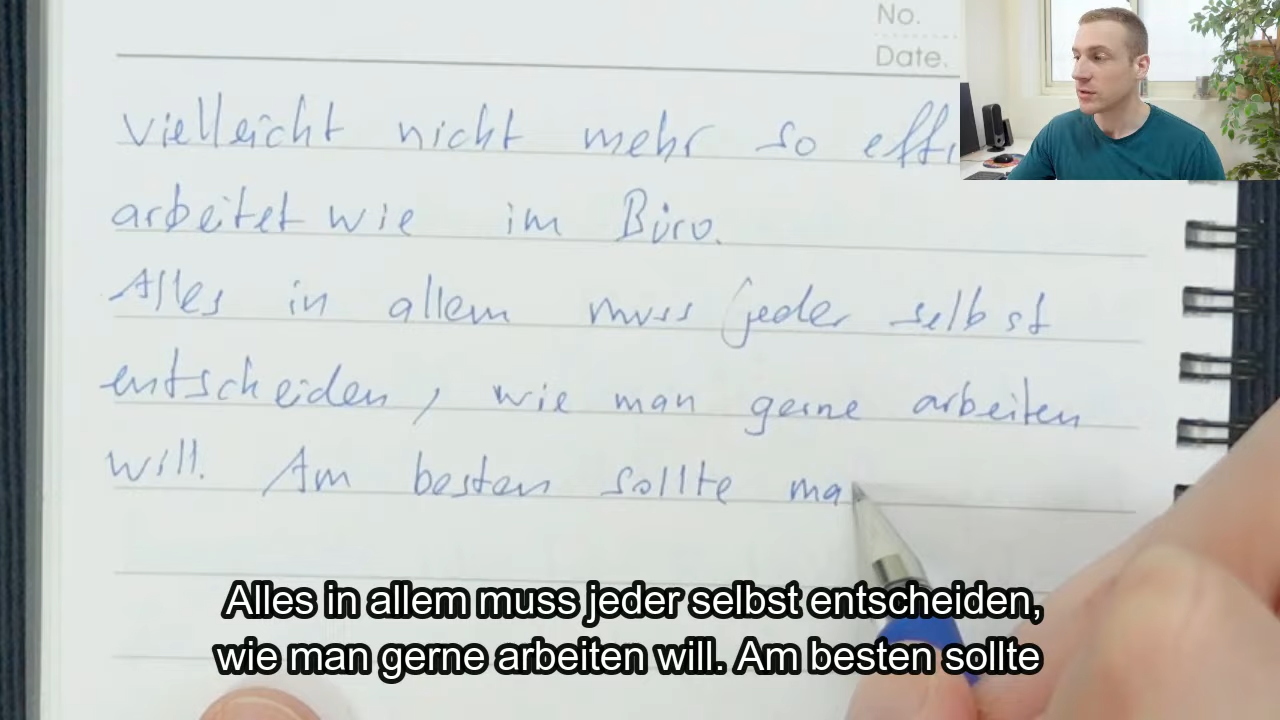 No.
Date.
vielleicht nicht mehr so effi
arbeitet wie im Büro.
Alles in allem muss jeder selbst
entscheiden, wie man gerne arbeiten
will. Am besten sollte ma
Alles in allem muss jeder selbst entscheiden,
wie man gerne arbeiten will. Am besten sollte